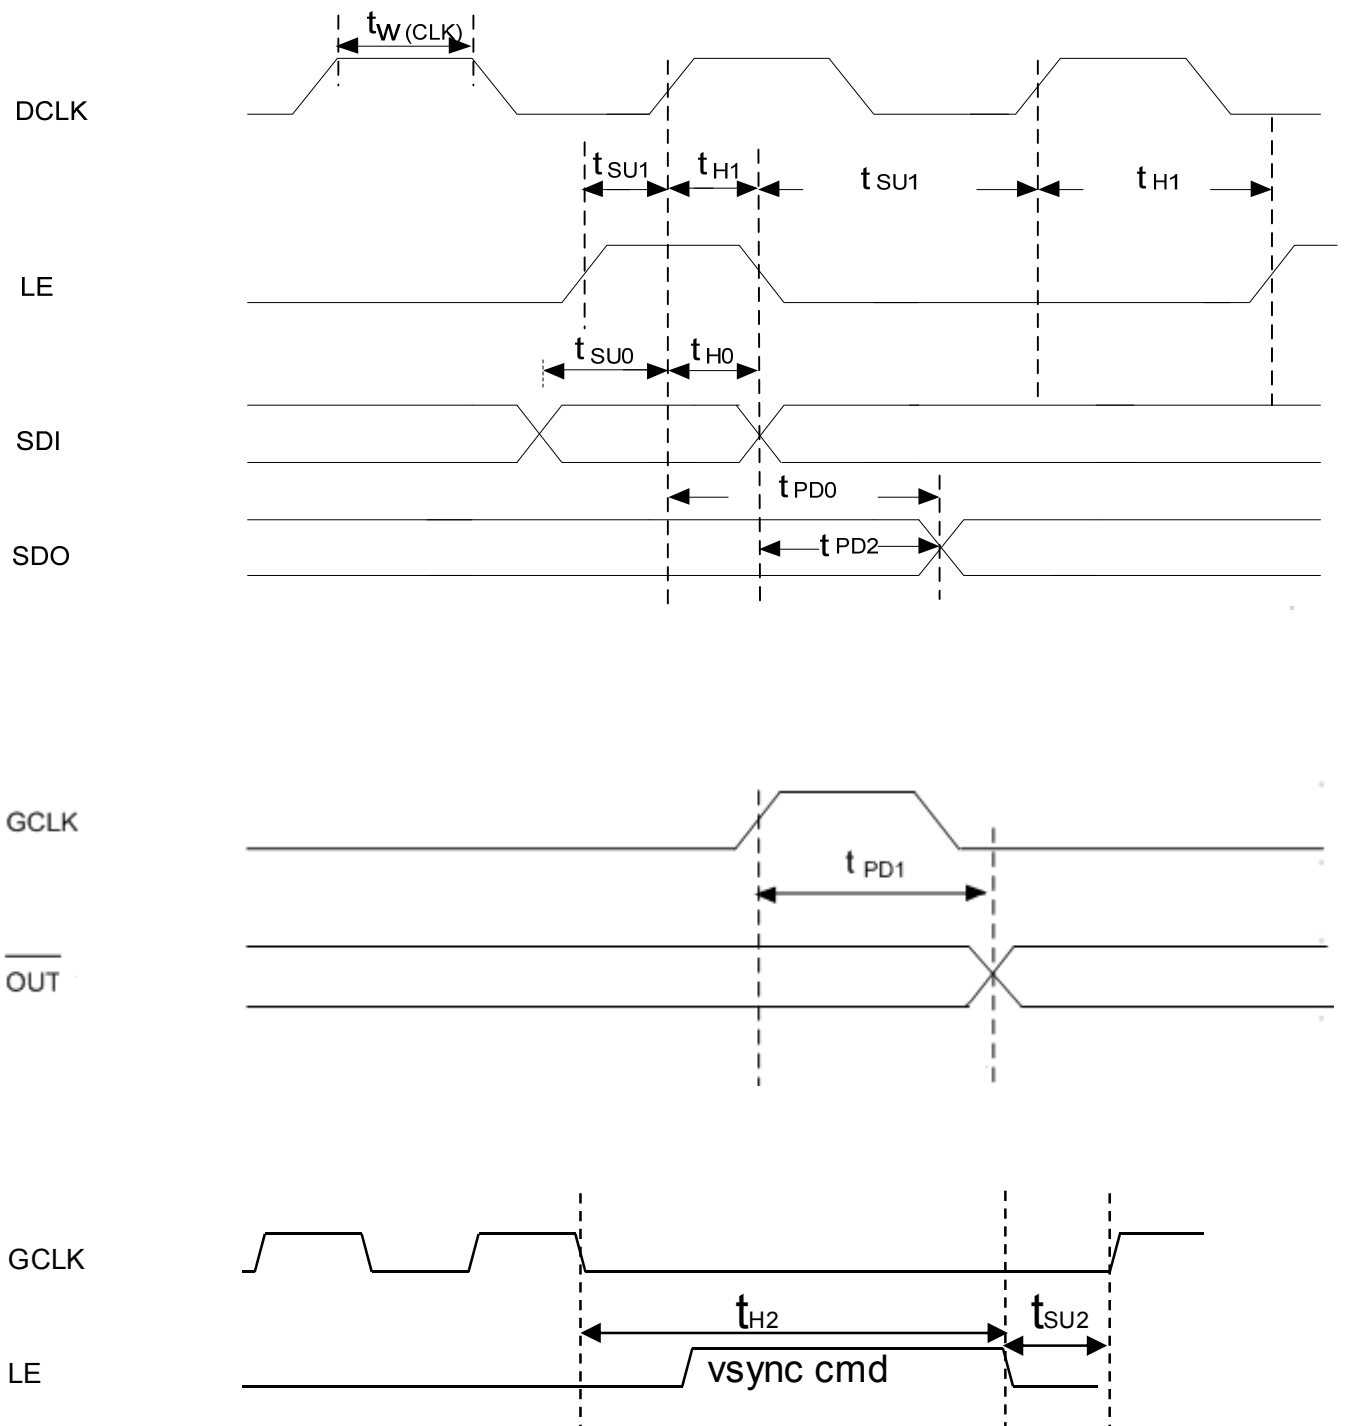 tW(CLK)
DCLK
tSU1 tH1 tSU1 tH1
LE
tSU0 tH0
SDI
tPD0
SDO tPD2
GCLK
tPD1
OUT
GCLK
tH2 tSU2
LE vsync cmd